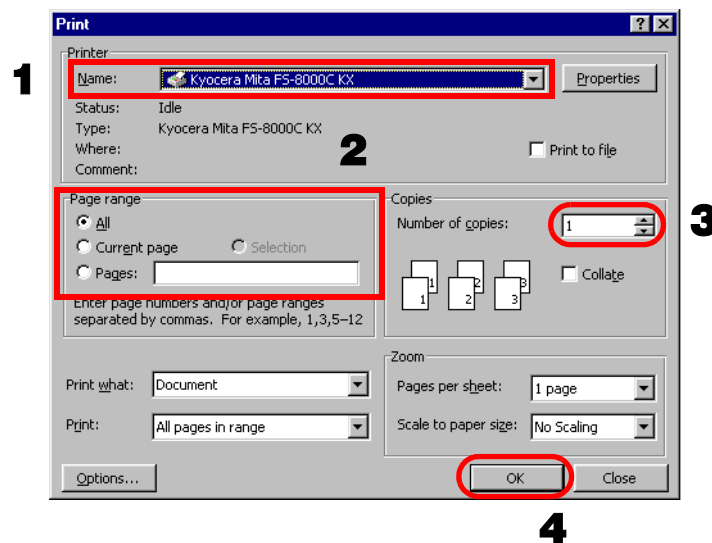 Print
Printer
1
Name: Kyocera Mita FS-8000C KX Properties
Status: Idle
Type: Kyocera Mita FS-8000C KX
Where:
2
Print to file
Comment:
Page range
All
Current page Selection
Pages:
Enter page numbers and/or page ranges
separated by commas. For example, 1,3,5–12
Copies
Number of copies: 1
3
1 1 2 2 3 3
Collate
Print what: Document
Print: All pages in range
Zoom
Pages per sheet: 1 page
Scale to paper size: No Scaling
Options... OK Close
4